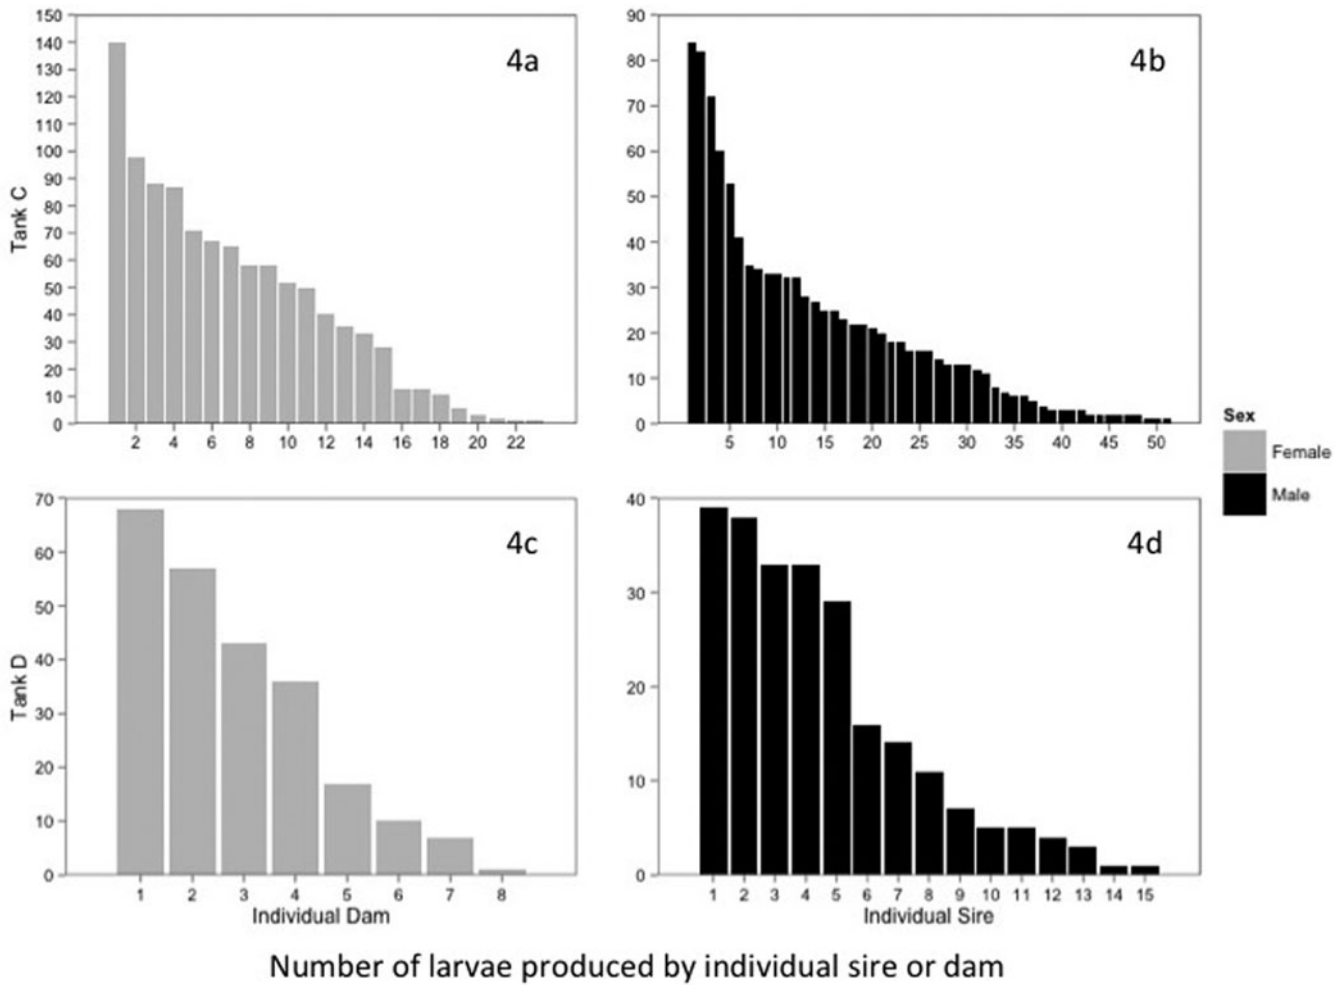 150
140
130
120
110
100
90
80
70
60
50
40
30
20
10
0
Tank C
4a
2 4 6 8 10 12 14 16 18 20 22
90
80
70
60
50
40
30
20
10
0
4b
5 10 15 20 25 30 35 40 45 50
Sex
Female
Male
70
60
50
40
30
20
10
0
Tank D
4c
1 2 3 4 5 6 7 8
Individual Dam
40
30
20
10
0
4d
1 2 3 4 5 6 7 8 9 10 11 12 13 14 15
Individual Sire
Number of larvae produced by individual sire or dam